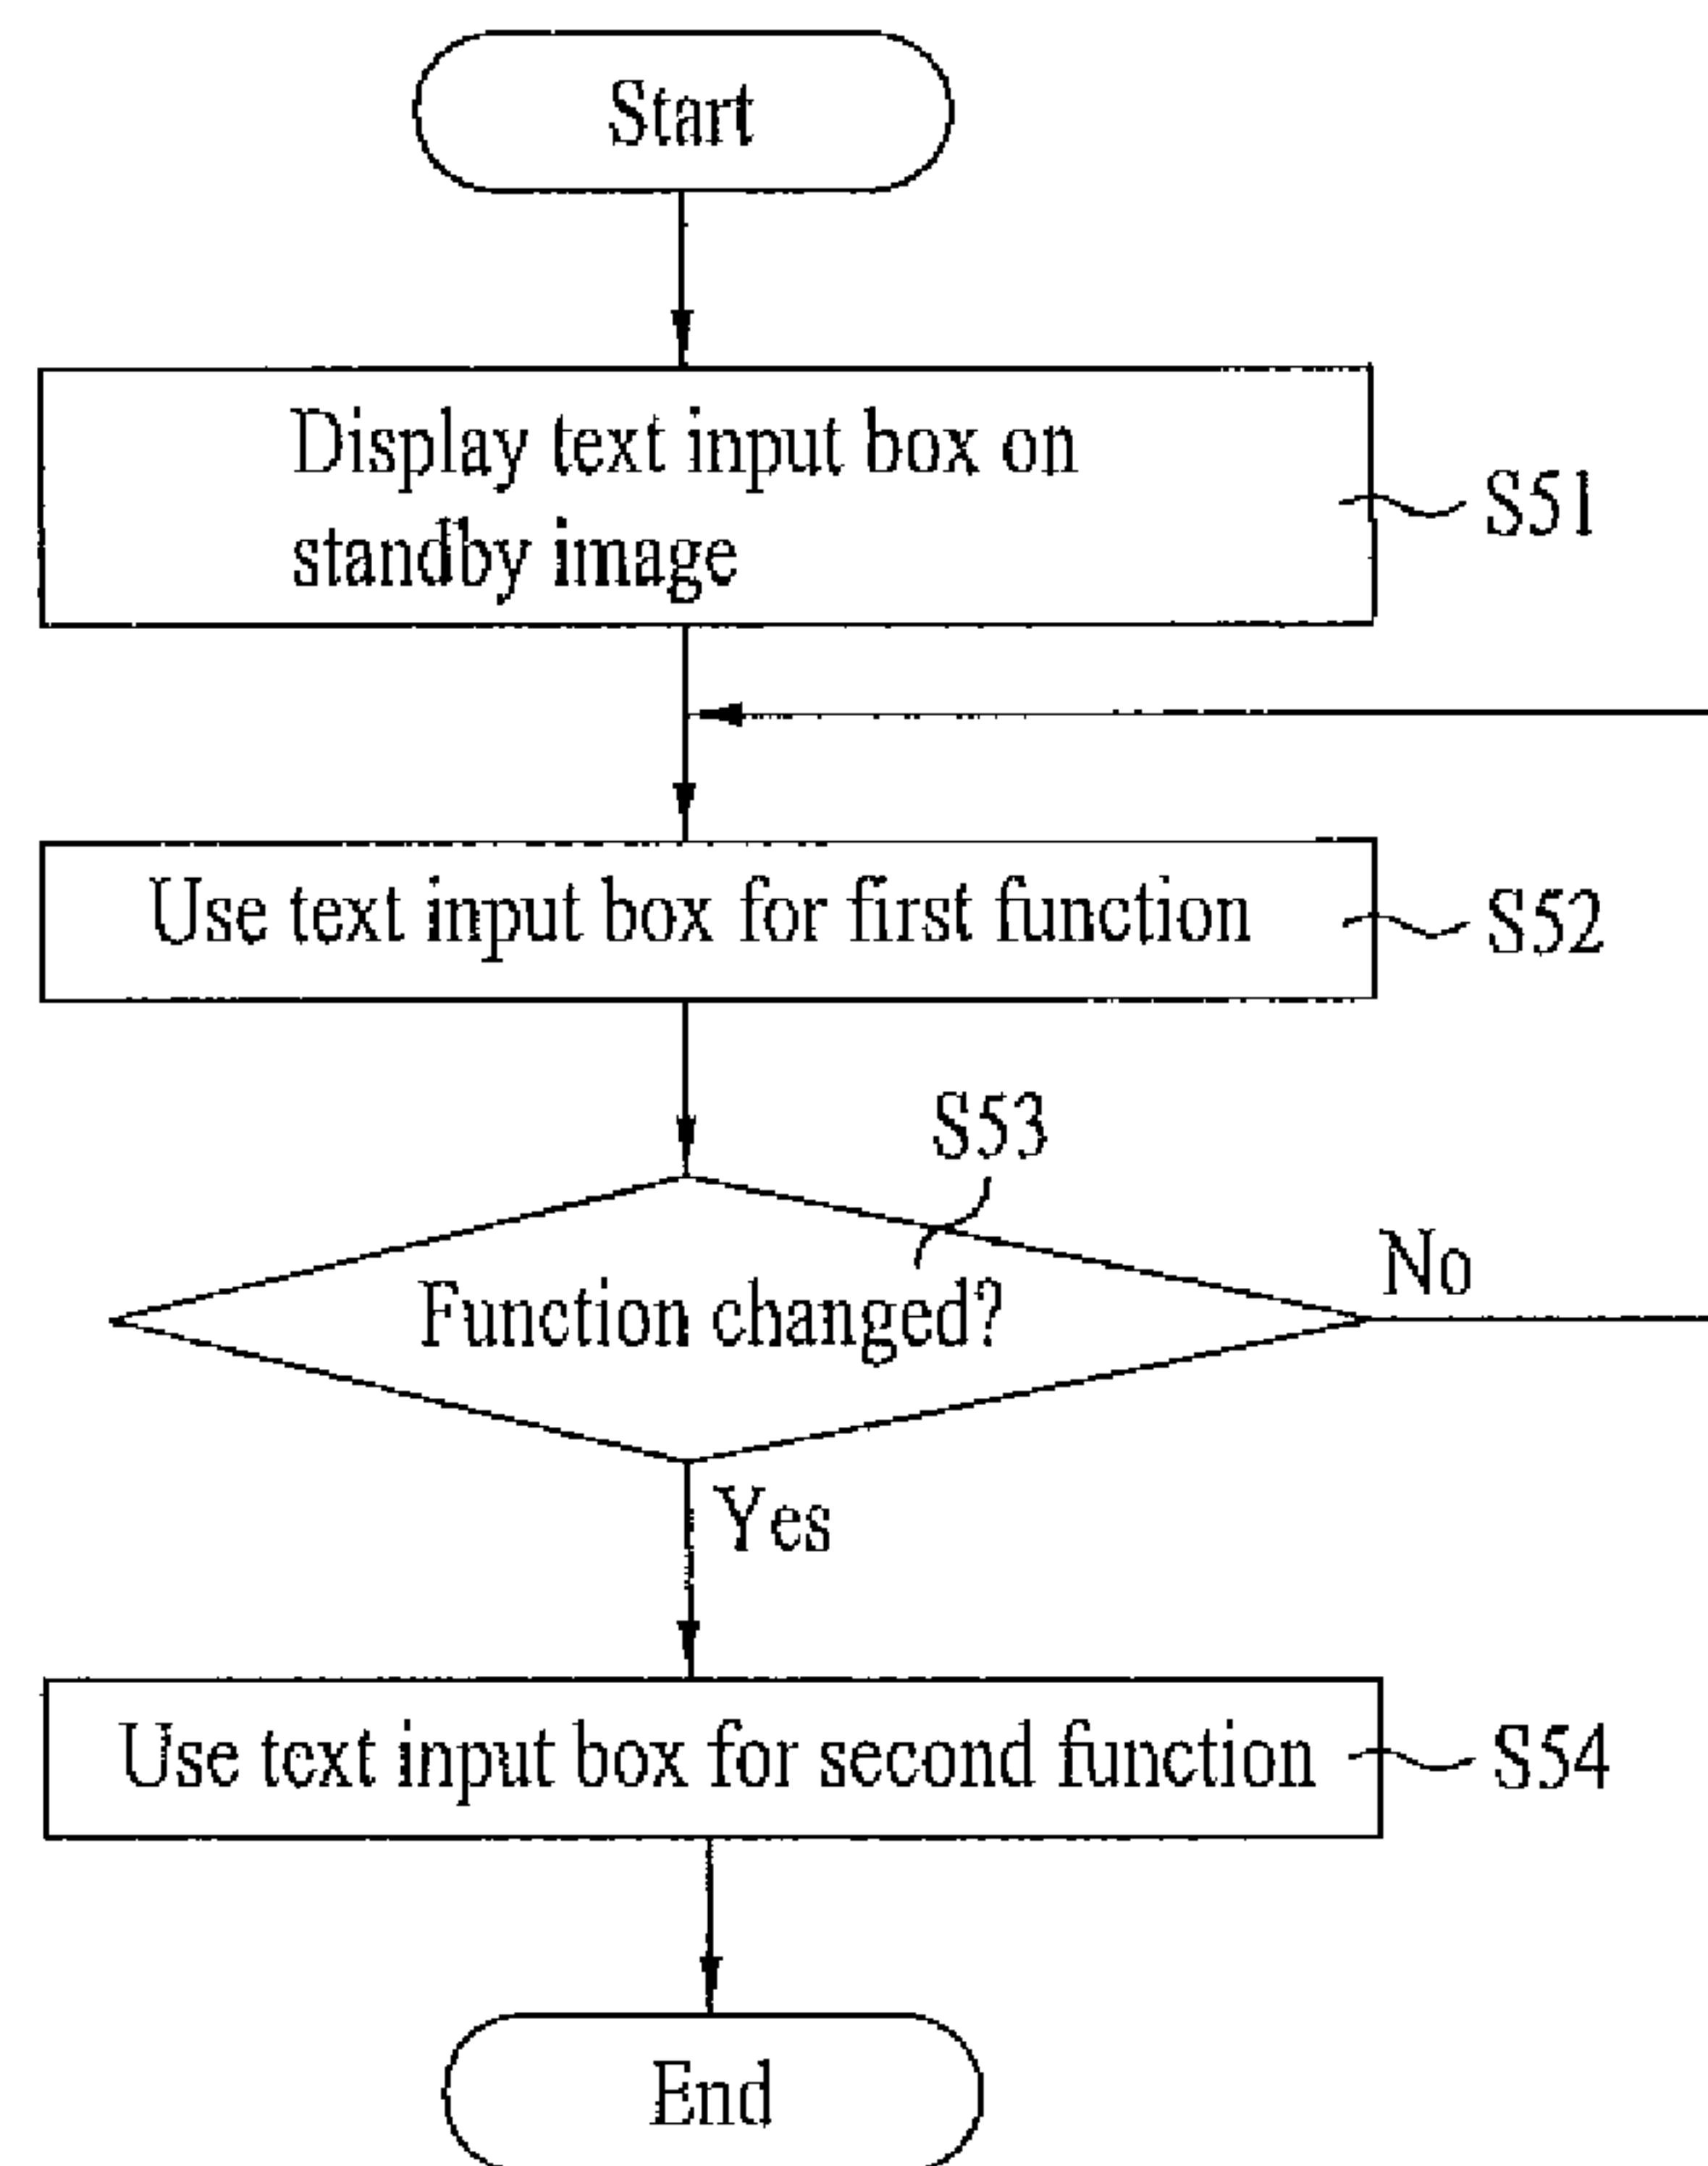 Start
Display text input box on
standby image
S51
Use text input box for first function
S52
S53
Function changed?
No
Yes
Use text input box for second function
S54
End